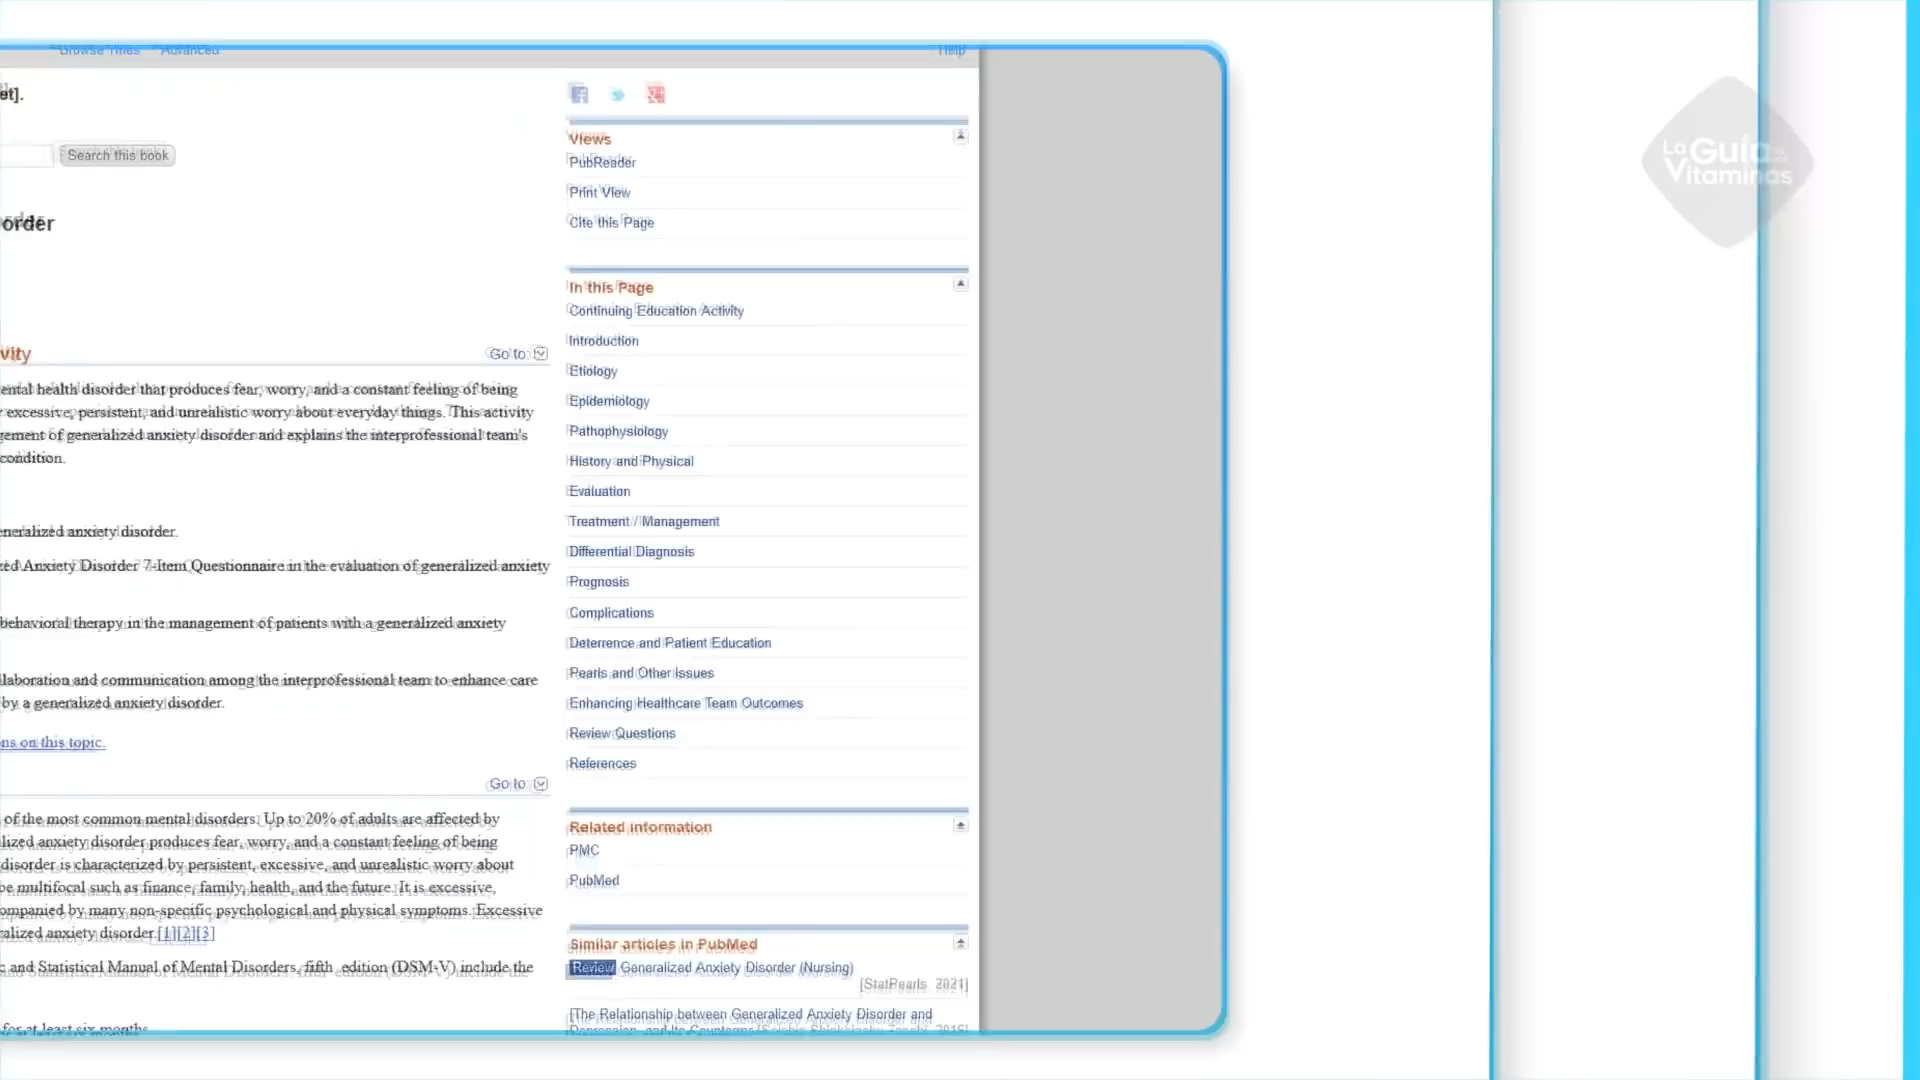 Browse Titles Advanced Help
et].
Search this book
order
vity
Go to:
ental health disorder that produces fear, worry, and a constant feeling of being
excessive, persistent, and unrealistic worry about everyday things. This activity
gement of generalized anxiety disorder and explains the interprofessional team's
condition.
eneralized anxiety disorder.
ed Anxiety Disorder 7-Item Questionnaire in the evaluation of generalized anxiety
behavioral therapy in the management of patients with a generalized anxiety
llaboration and communication among the interprofessional team to enhance care
by a generalized anxiety disorder.
ns on this topic.
Go to:
of the most common mental disorders. Up to 20% of adults are affected by
lized anxiety disorder produces fear, worry, and a constant feeling of being
disorder is characterized by persistent, excessive, and unrealistic worry about
be multifocal such as finance, family, health, and the future. It is excessive,
ompanied by many non-specific psychological and physical symptoms. Excessive
ralized anxiety disorder.[1][2][3]
c and Statistical Manual of Mental Disorders, fifth edition (DSM-V) include the
for at least six months
Views
PubReader
Print View
Cite this Page
In this Page
Continuing Education Activity
Introduction
Etiology
Epidemiology
Pathophysiology
History and Physical
Evaluation
Treatment / Management
Differential Diagnosis
Prognosis
Complications
Deterrence and Patient Education
Pearls and Other Issues
Enhancing Healthcare Team Outcomes
Review Questions
References
Related information
PMC
PubMed
Similar articles in PubMed
Review Generalized Anxiety Disorder (Nursing)
[StatPearls. 2021]
[The Relationship between Generalized Anxiety Disorder and
Depression, and Its
La Guía
Vitaminas